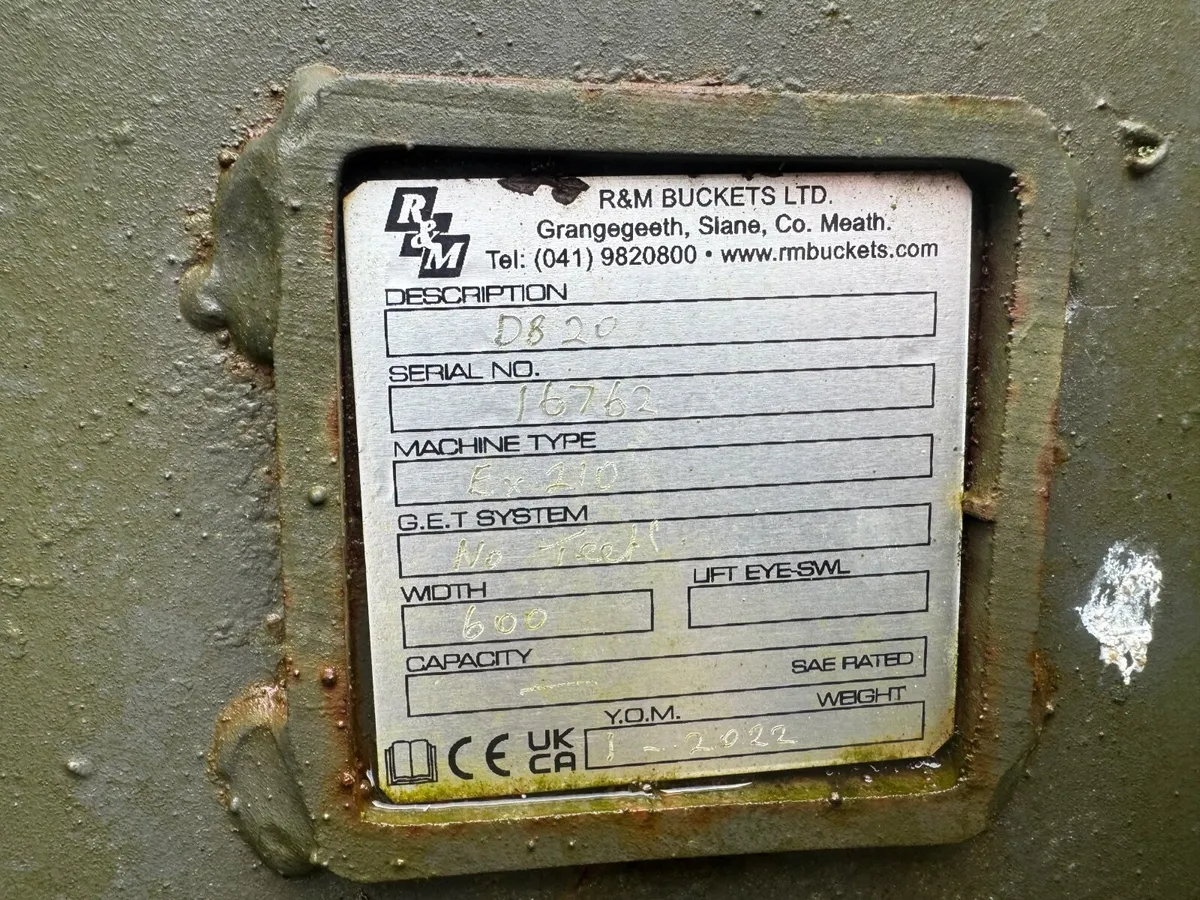 R&M
R&M BUCKETS LTD.
Grangegeeth, Slane, Co. Meath.
Tel: (041) 9820800 • www.rmbuckets.com
DESCRIPTION
DB20
SERIAL NO.
16762
MACHINE TYPE
Ex 210
G.E.T SYSTEM
No Teeth
WIDTH
LIFT EYE-SWL
600
CAPACITY
SAE RATED
—
Y.O.M.
WEIGHT
1 - 2022
CE UKCA